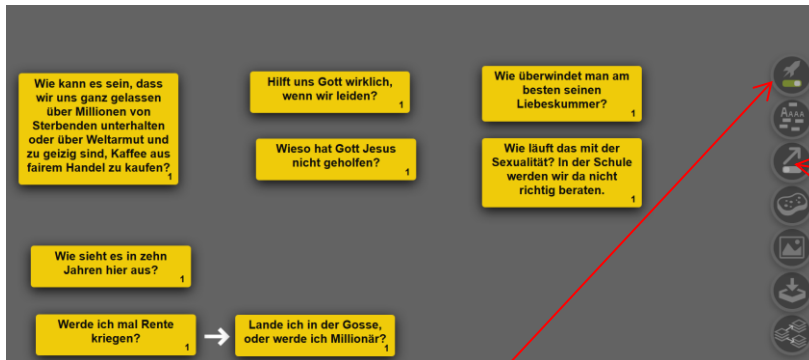 Wie kann es sein, dass
wir uns ganz gelassen
über Millionen von
Sterbenden unterhalten
oder über Weltarmut und
zu geizig sind, Kaffee aus
fairem Handel zu kaufen?
1
Hilft uns Gott wirklich,
wenn wir leiden?
1
Wieso hat Gott Jesus
nicht geholfen?
1
Wie überwindet man am
besten seinen
Liebeskummer?
1
Wie läuft das mit der
Sexualität? In der Schule
werden wir da nicht
richtig beraten.
1
Wie sieht es in zehn
Jahren hier aus?
1
Werde ich mal Rente
kriegen?
1
Lande ich in der Gosse,
oder werde ich Millionär?
1
AAAA